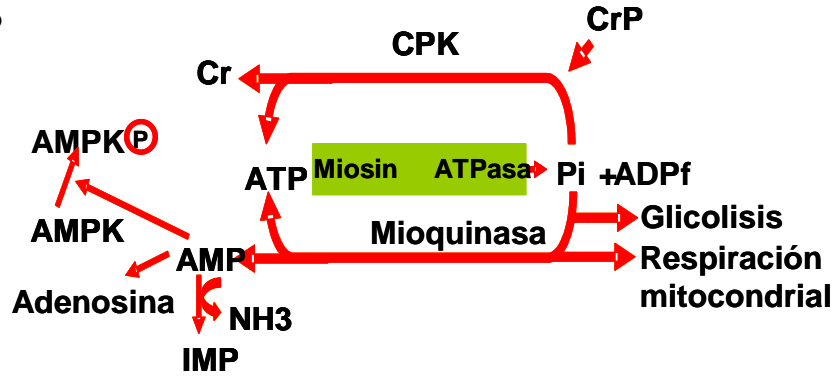 CrP
CPK
Cr
AMPK P
ATP Miosin ATPasa Pi +ADPf
Glicolisis
AMPK
Mioquinasa
AMP
Respiración
mitocondrial
Adenosina
NH3
IMP